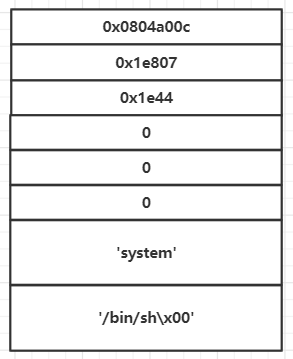 0x0804a00c
0x1e807
0x1e44
0
0
0
'system'
'/bin/sh\x00'